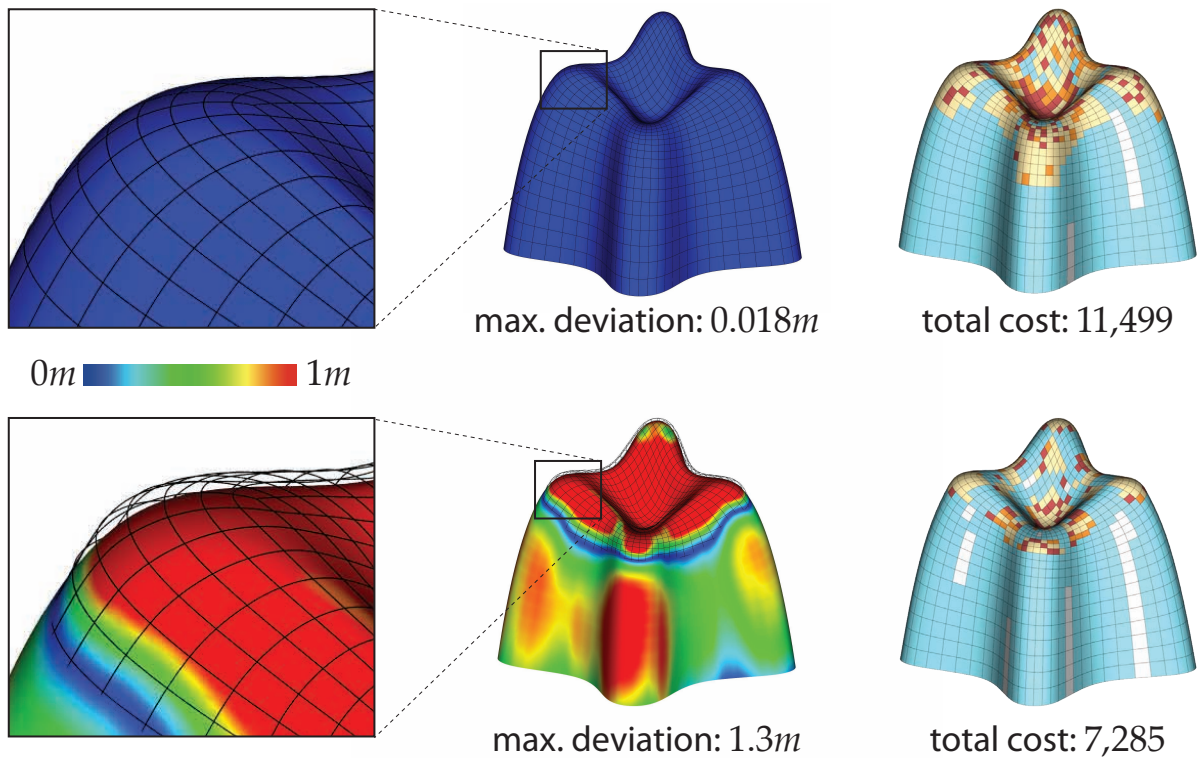 max. deviation: 0.018m
total cost: 11,499
0m
1m
max. deviation: 1.3m
total cost: 7,285